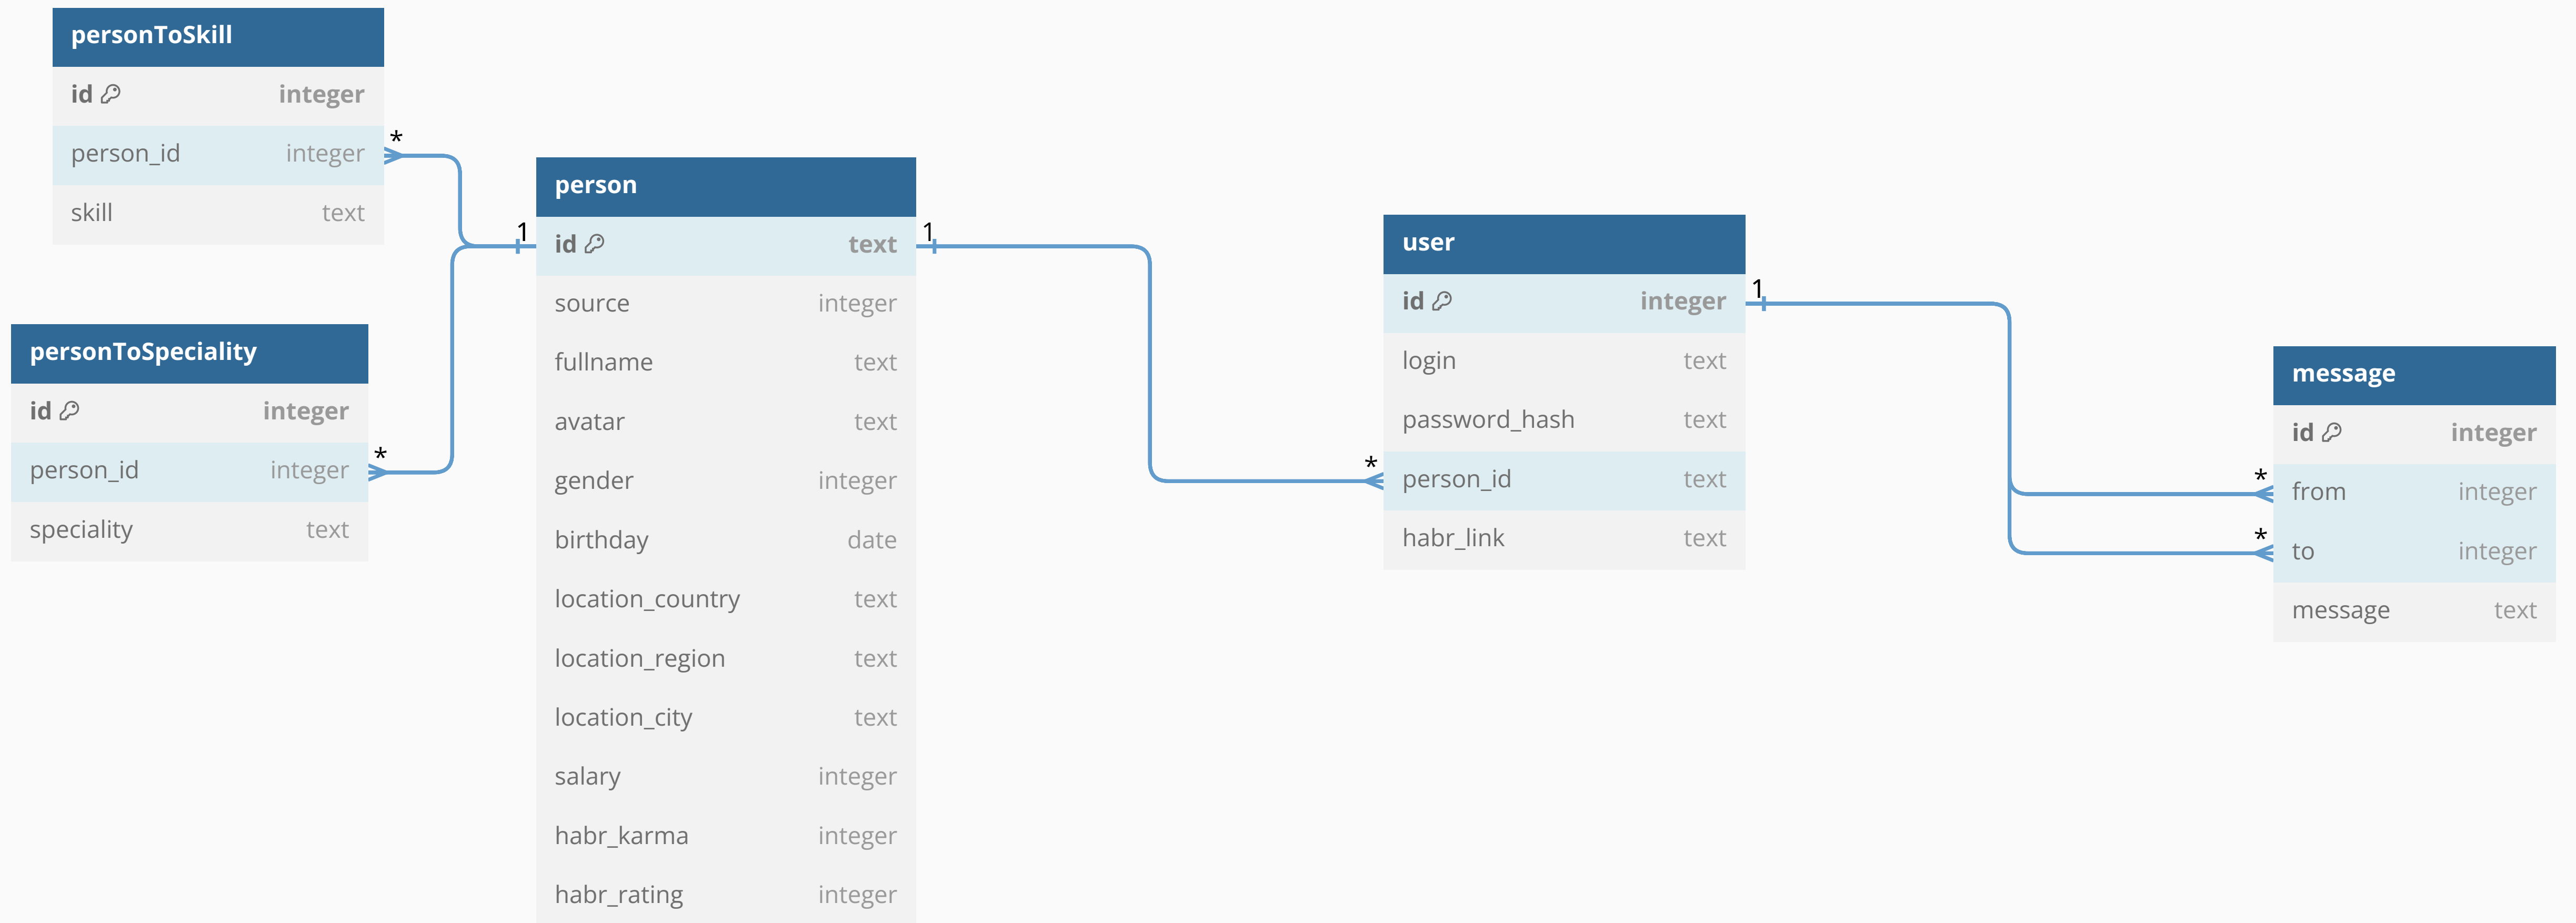 personToSkill
id integer
* person_id integer
skill text
personToSpeciality
id integer
* person_id integer
speciality text
person
1 id text 1
source integer
fullname text
avatar text
gender integer
birthday date
location_country text
location_region text
location_city text
salary integer
habr_karma integer
habr_rating integer
user
id integer 1
login text
password_hash text
* person_id text
habr_link text
message
id integer
* from integer
* to integer
message text